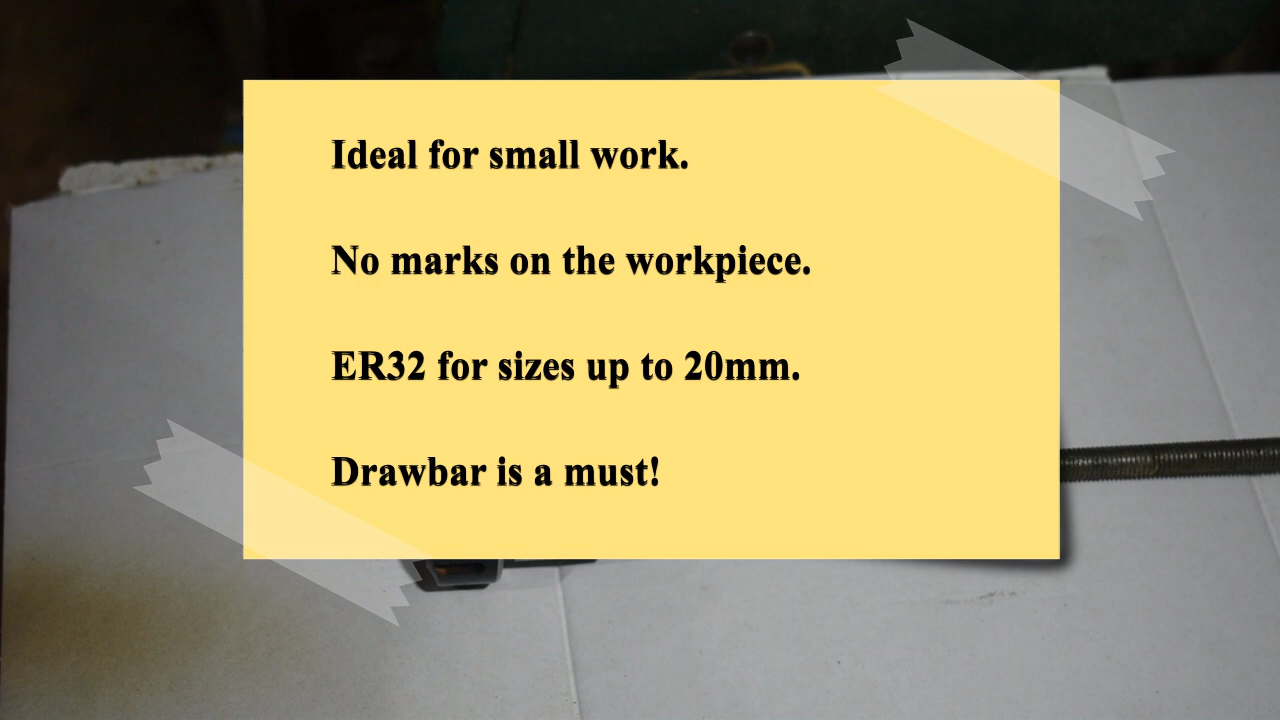 Ideal for small work.
No marks on the workpiece.
ER32 for sizes up to 20mm.
Drawbar is a must!